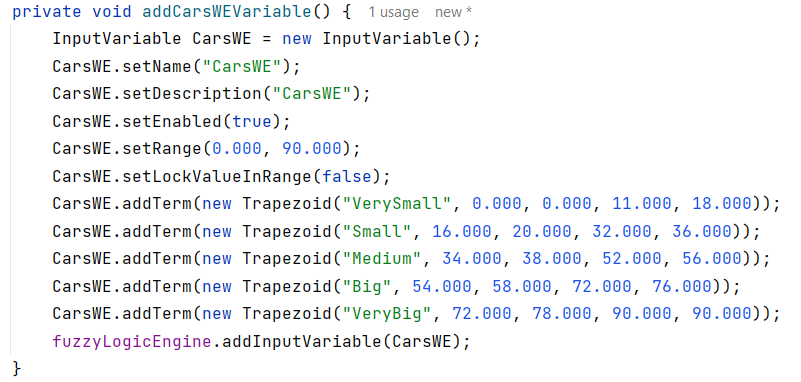 private void addCarsWEVariable() { 1 usage new *
    InputVariable CarsWE = new InputVariable();
    CarsWE.setName("CarsWE");
    CarsWE.setDescription("CarsWE");
    CarsWE.setEnabled(true);
    CarsWE.setRange(0.000, 90.000);
    CarsWE.setLockValueInRange(false);
    CarsWE.addTerm(new Trapezoid("VerySmall", 0.000, 0.000, 11.000, 18.000));
    CarsWE.addTerm(new Trapezoid("Small", 16.000, 20.000, 32.000, 36.000));
    CarsWE.addTerm(new Trapezoid("Medium", 34.000, 38.000, 52.000, 56.000));
    CarsWE.addTerm(new Trapezoid("Big", 54.000, 58.000, 72.000, 76.000));
    CarsWE.addTerm(new Trapezoid("VeryBig", 72.000, 78.000, 90.000, 90.000));
    fuzzyLogicEngine.addInputVariable(CarsWE);
}